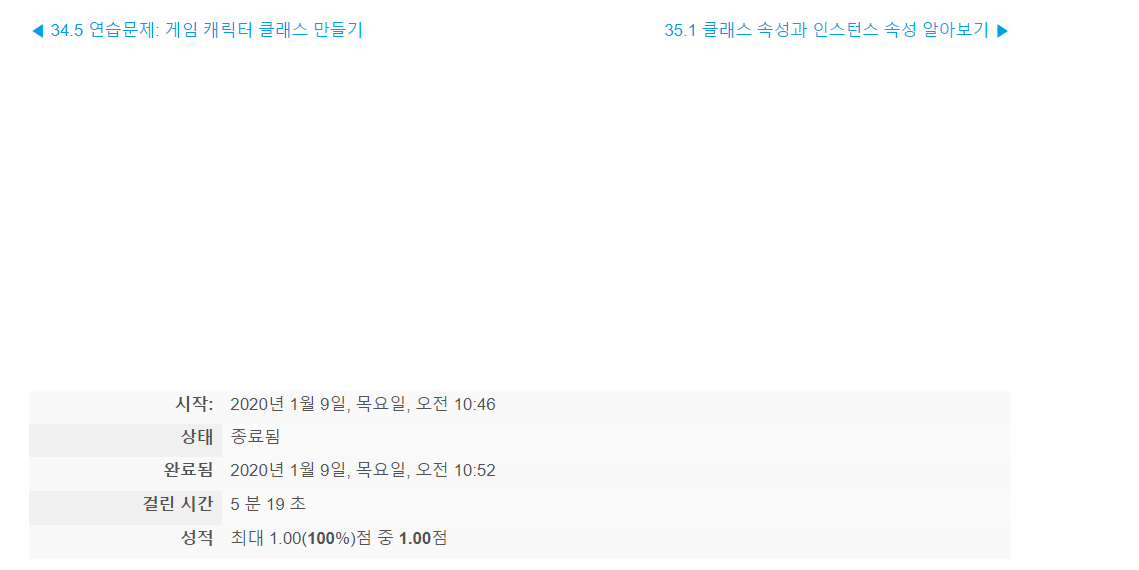 ◀ 34.5 연습문제: 게임 캐릭터 클래스 만들기
35.1 클래스 속성과 인스턴스 속성 알아보기 ▶
시작: 2020년 1월 9일, 목요일, 오전 10:46
상태 종료됨
완료됨 2020년 1월 9일, 목요일, 오전 10:52
걸린 시간 5 분 19 초
성적 최대 1.00(100%)점 중 1.00점